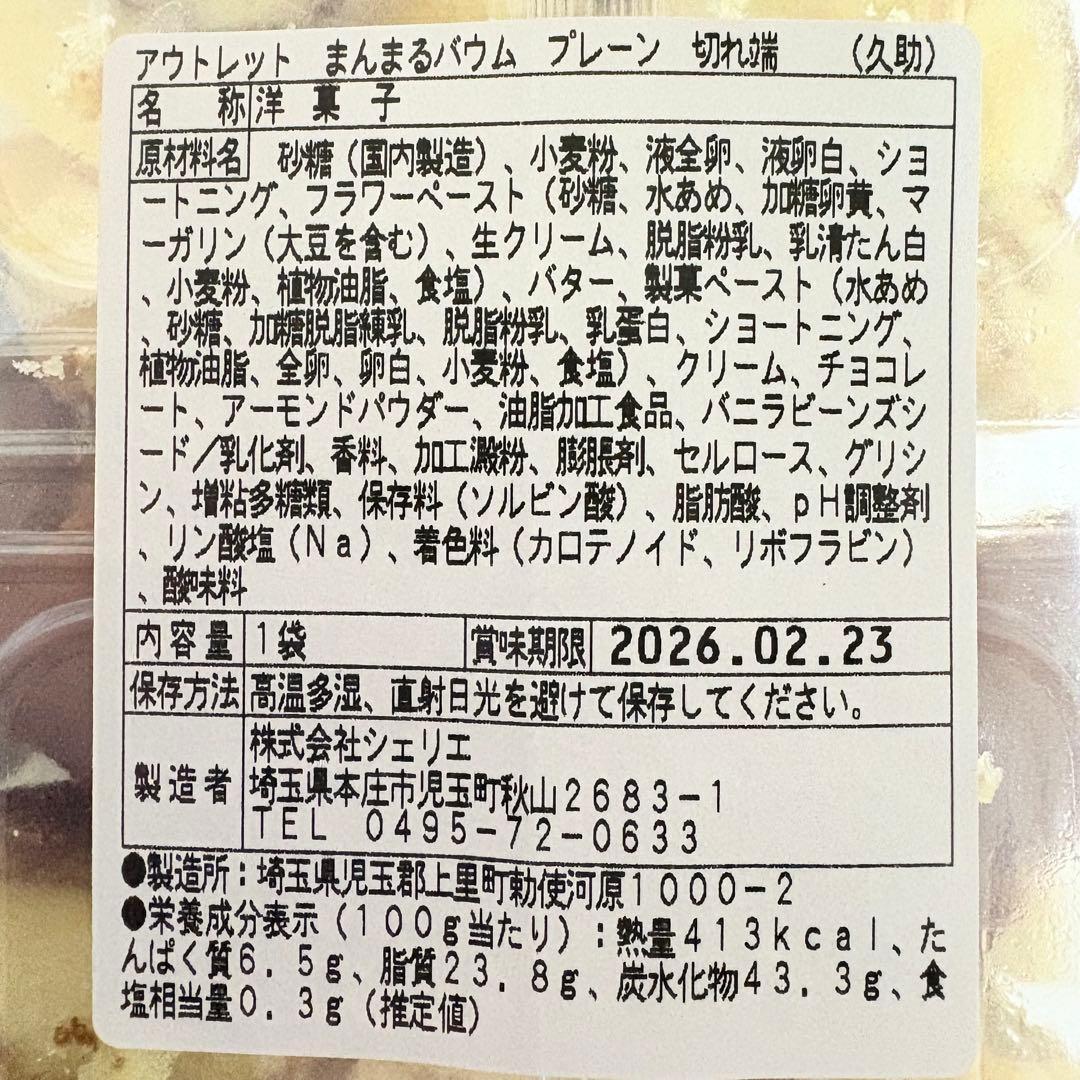 アウトレット まんまるバウム プレーン 切れ端 (久助)
名 称 洋 菓 子
原材料名 砂糖(国内製造)、小麦粉、液全卵、液卵白、ショ
ートニング、フラワーペースト(砂糖、水あめ、加糖卵黄、マ
ーガリン(大豆を含む)、生クリーム、脱脂粉乳、乳清たん白
、小麦粉、植物油脂、食塩)、バター、製菓ペースト(水あめ
、砂糖、加糖脱脂練乳、脱脂粉乳、乳蛋白、ショートニング、
植物油脂、全卵、卵白、小麦粉、食塩)、クリーム、チョコレ
ート、アーモンドパウダー、油脂加工食品、バニラビーンズシ
ード/乳化剤、香料、加工澱粉、膨脹剤、セルロース、グリシ
ン、増粘多糖類、保存料(ソルビン酸)、脂肪酸、pH調整剤
、リン酸塩(Na)、着色料(カロテノイド、リボフラビン)
、酸味料
内容量 1袋 賞味期限 2026.02.23
保存方法 高温多湿、直射日光を避けて保存してください。
製造者 株式会社シェリエ
埼玉県本庄市児玉町秋山2683-1
TEL 0495-72-0633
●製造所:埼玉県児玉郡上里町勅使河原1000-2
●栄養成分表示(100g当たり):熱量413kcal、た
んぱく質6.5g、脂質23.8g、炭水化物43.3g、食
塩相当量0.3g(推定値)